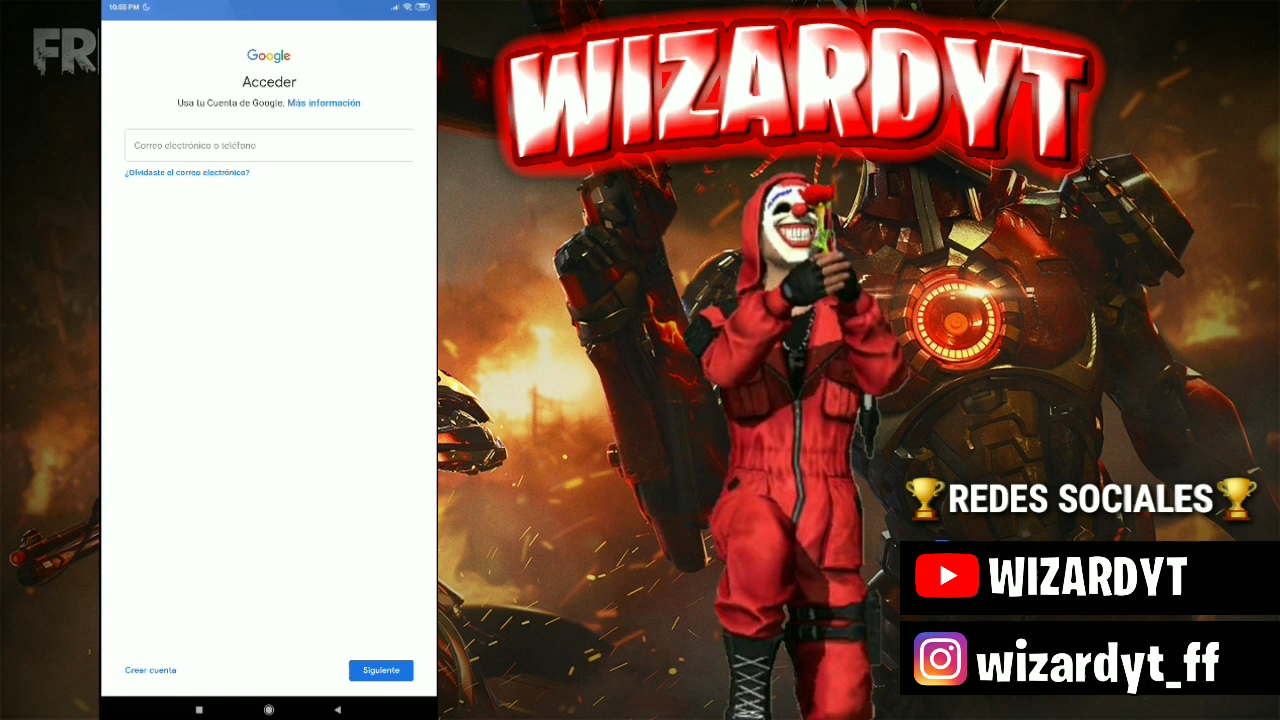 10:55 PM
FR
Google
Acceder
Usa tu Cuenta de Google. Más información
Correo electrónico o teléfono
¿Olvidaste el correo electrónico?
Crear cuenta
Siguiente
WIZARDYT
REDES SOCIALES
WIZARDYT
wizardyt_ff